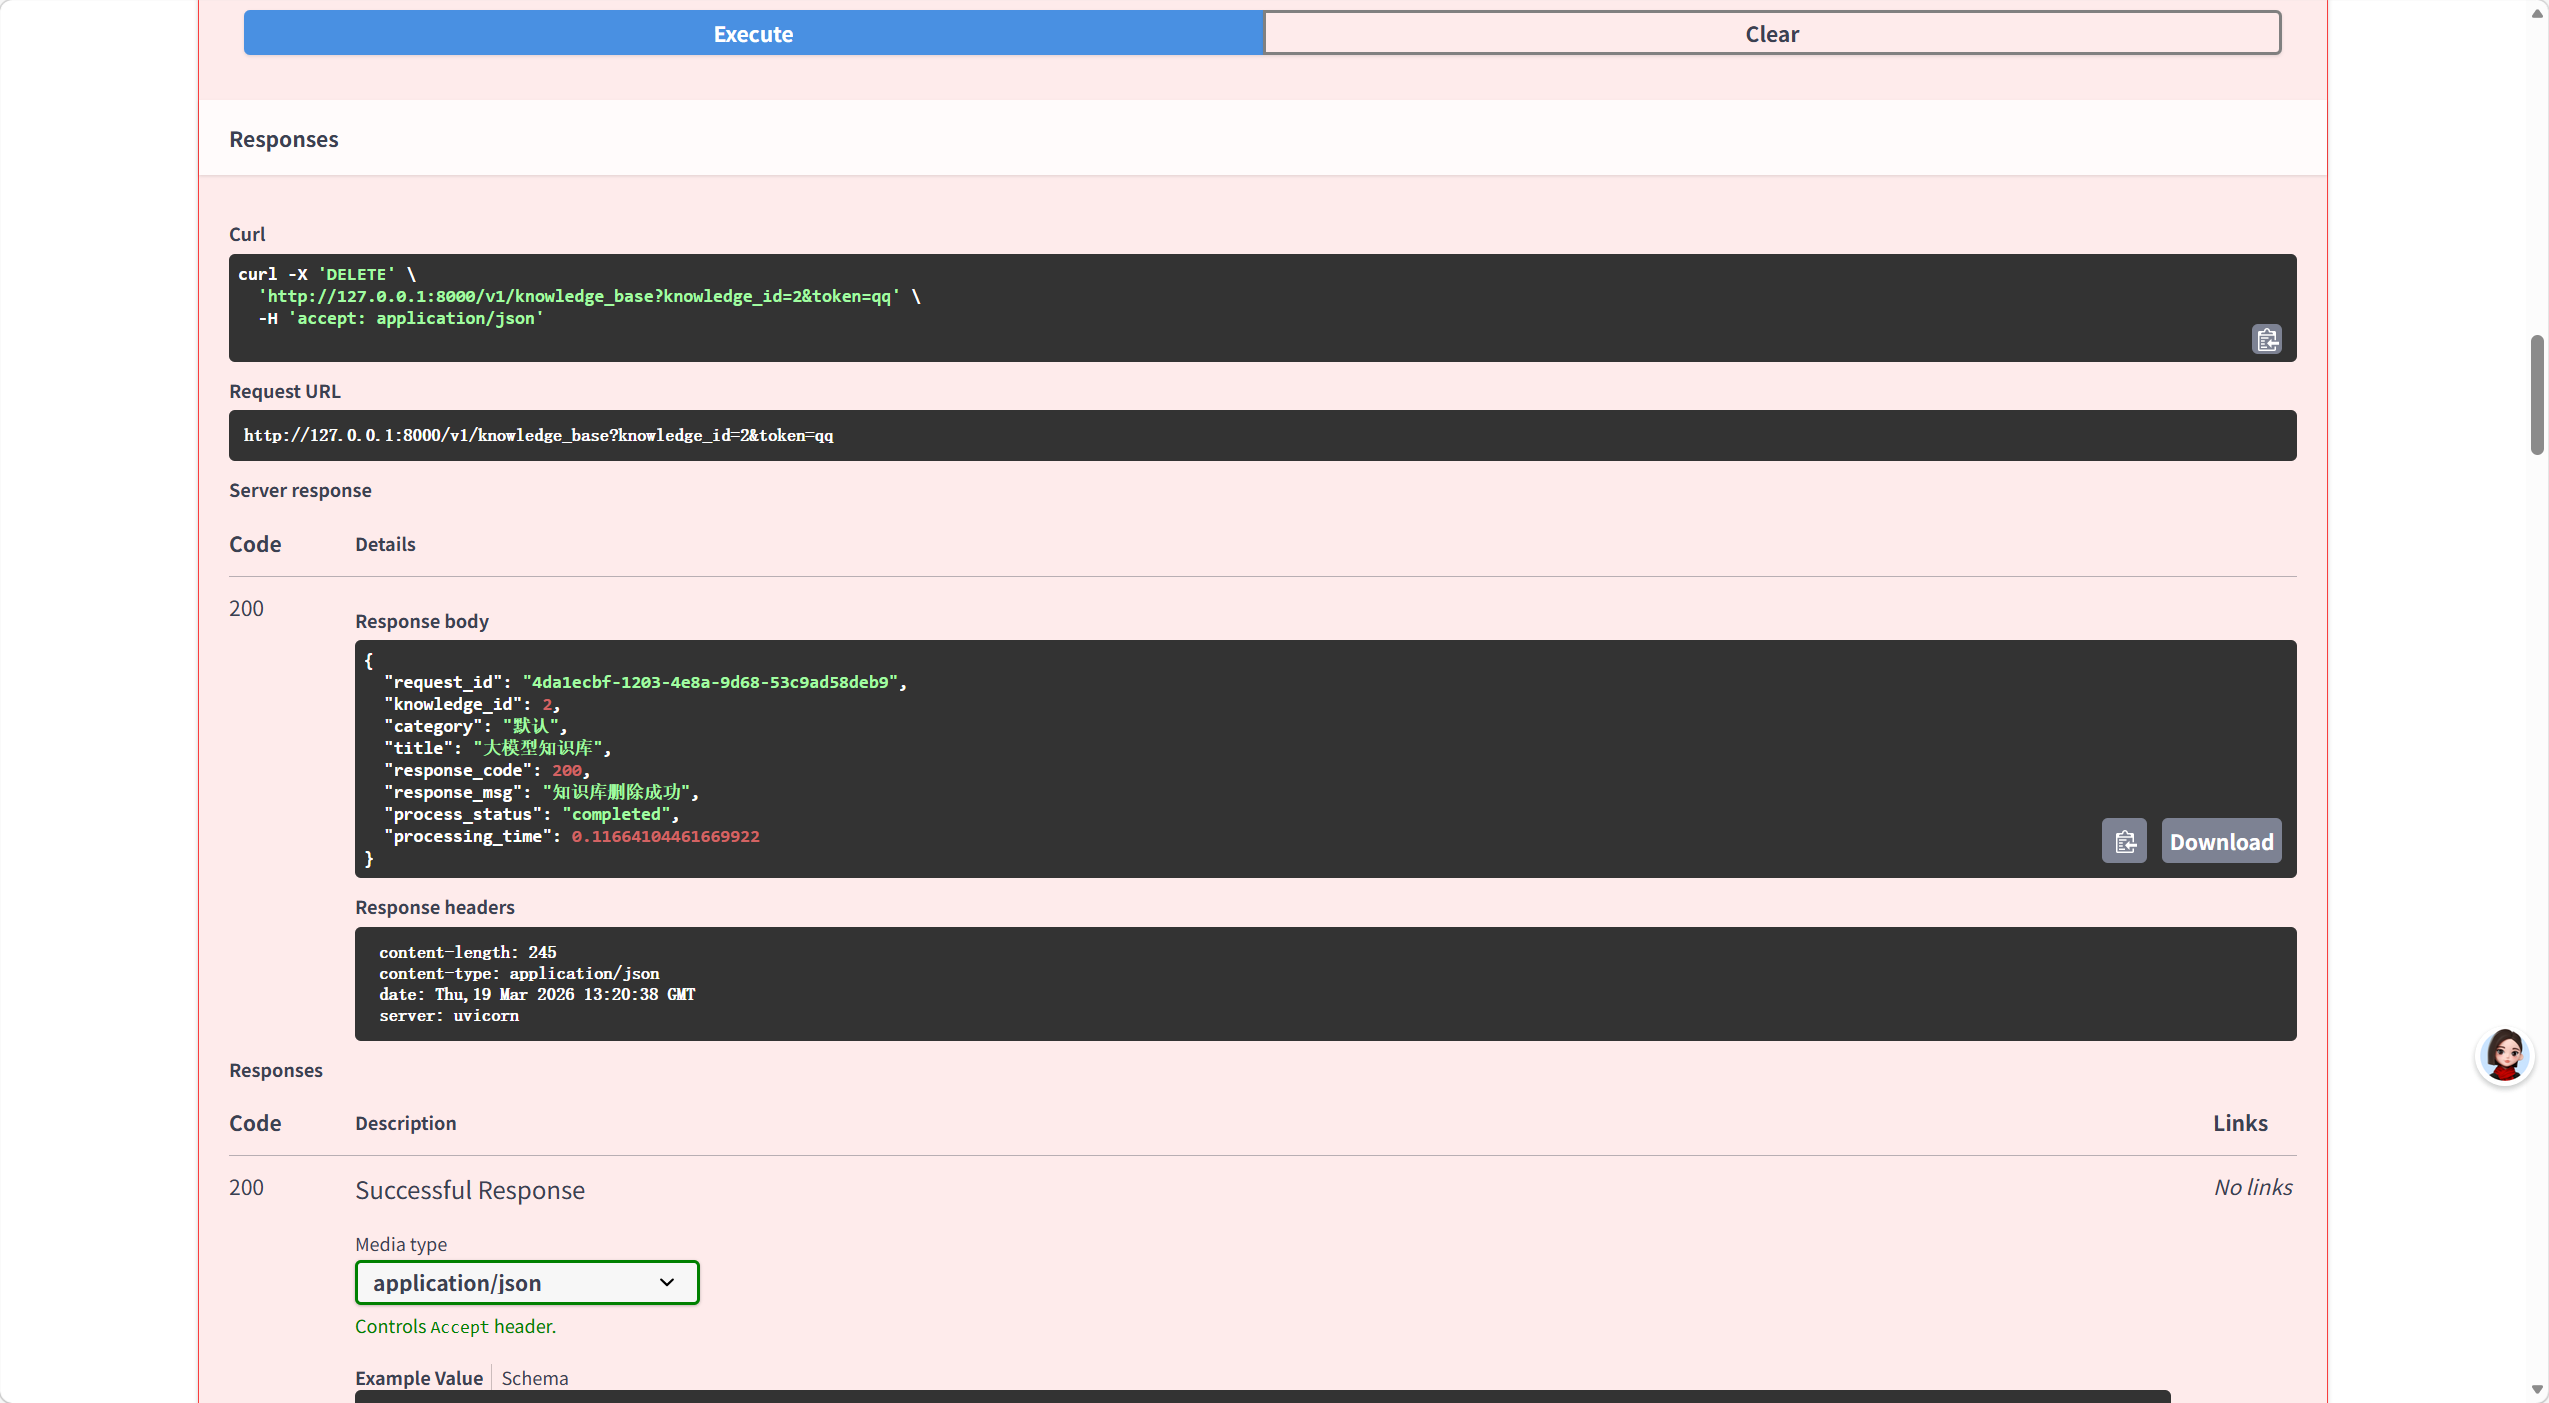 Execute
Clear
Responses
Curl
curl -X 'DELETE' \
  'http://127.0.0.1:8000/v1/knowledge_base?knowledge_id=2&token=qq' \
  -H 'accept: application/json'
Request URL
http://127.0.0.1:8000/v1/knowledge_base?knowledge_id=2&token=qq
Server response
Code Details
200
Response body
{
  "request_id": "4da1ecbf-1203-4e8a-9d68-53c9ad58deb9",
  "knowledge_id": 2,
  "category": "默认",
  "title": "大模型知识库",
  "response_code": 200,
  "response_msg": "知识库删除成功",
  "process_status": "completed",
  "processing_time": 0.11664104461669922
}
Download
Response headers
content-length: 245
content-type: application/json
date: Thu,19 Mar 2026 13:20:38 GMT
server: uvicorn
Responses
Code Description Links
200 Successful Response No links
Media type
application/json
Controls Accept header.
Example Value Schema